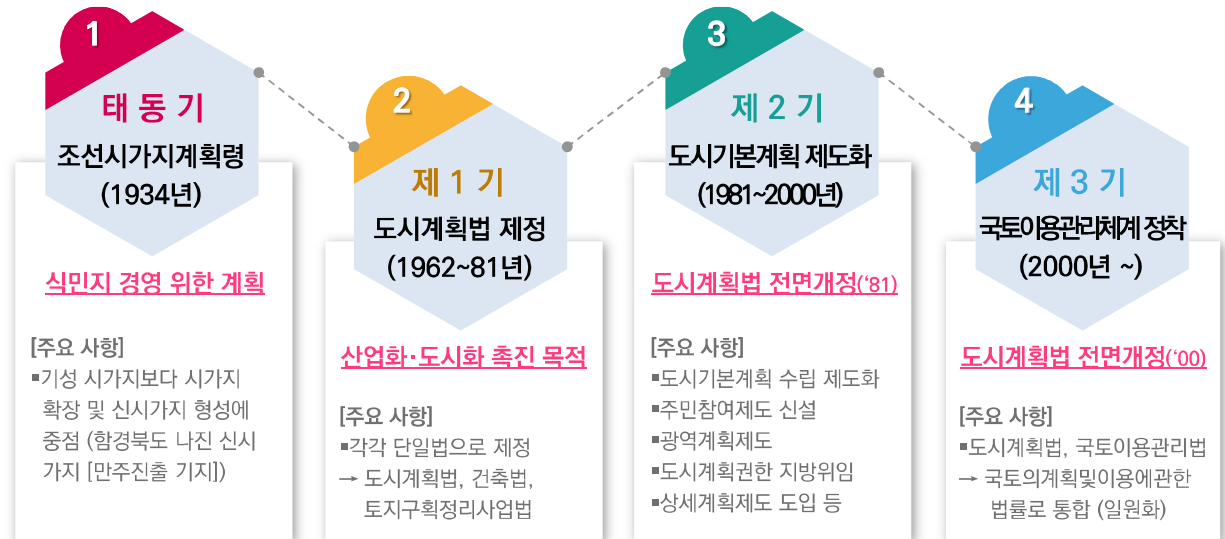 1
태 동 기
조선시가지계획령
(1934년)
식민지 경영 위한 계획
[주요 사항]
▪기성 시가지보다 시가지
확장 및 신시가지 형성에
중점 (함경북도 나진 신시
가지 [만주진출 기지])
2
제 1 기
도시계획법 제정
(1962~81년)
산업화·도시화 촉진 목적
[주요 사항]
▪각각 단일법으로 제정
→ 도시계획법, 건축법,
토지구획정리사업법
3
제 2 기
도시기본계획 제도화
(1981~2000년)
도시계획법 전면개정(‘81)
[주요 사항]
▪도시기본계획 수립 제도화
▪주민참여제도 신설
▪광역계획제도
▪도시계획권한 지방위임
▪상세계획제도 도입 등
4
제 3 기
국토이용관리체계 정착
(2000년 ~)
도시계획법 전면개정(‘00)
[주요 사항]
▪도시계획법, 국토이용관리법
→ 국토의계획및이용에관한
법률로 통합 (일원화)